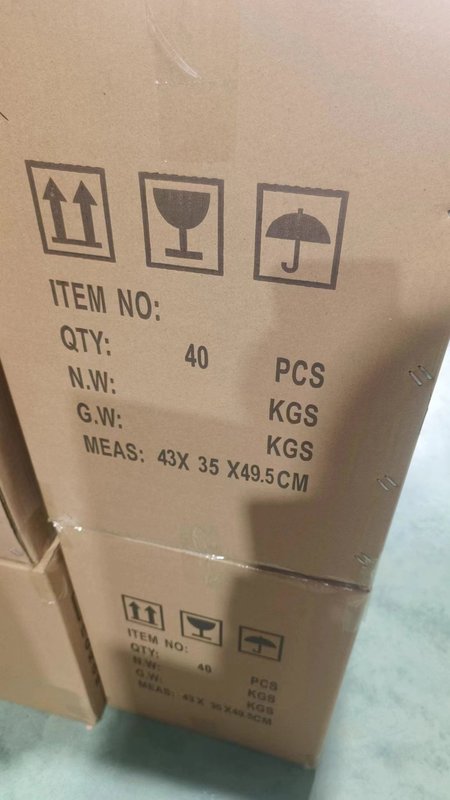 ITEM NO:
QTY: 40 PCS
N.W: KGS
G.W: KGS
MEAS: 43X 35 X49.5CM
ITEM NO:
QTY: 40 PCS
N.W: KGS
G.W: KGS
MEAS: 43 X 35 X49.5CM